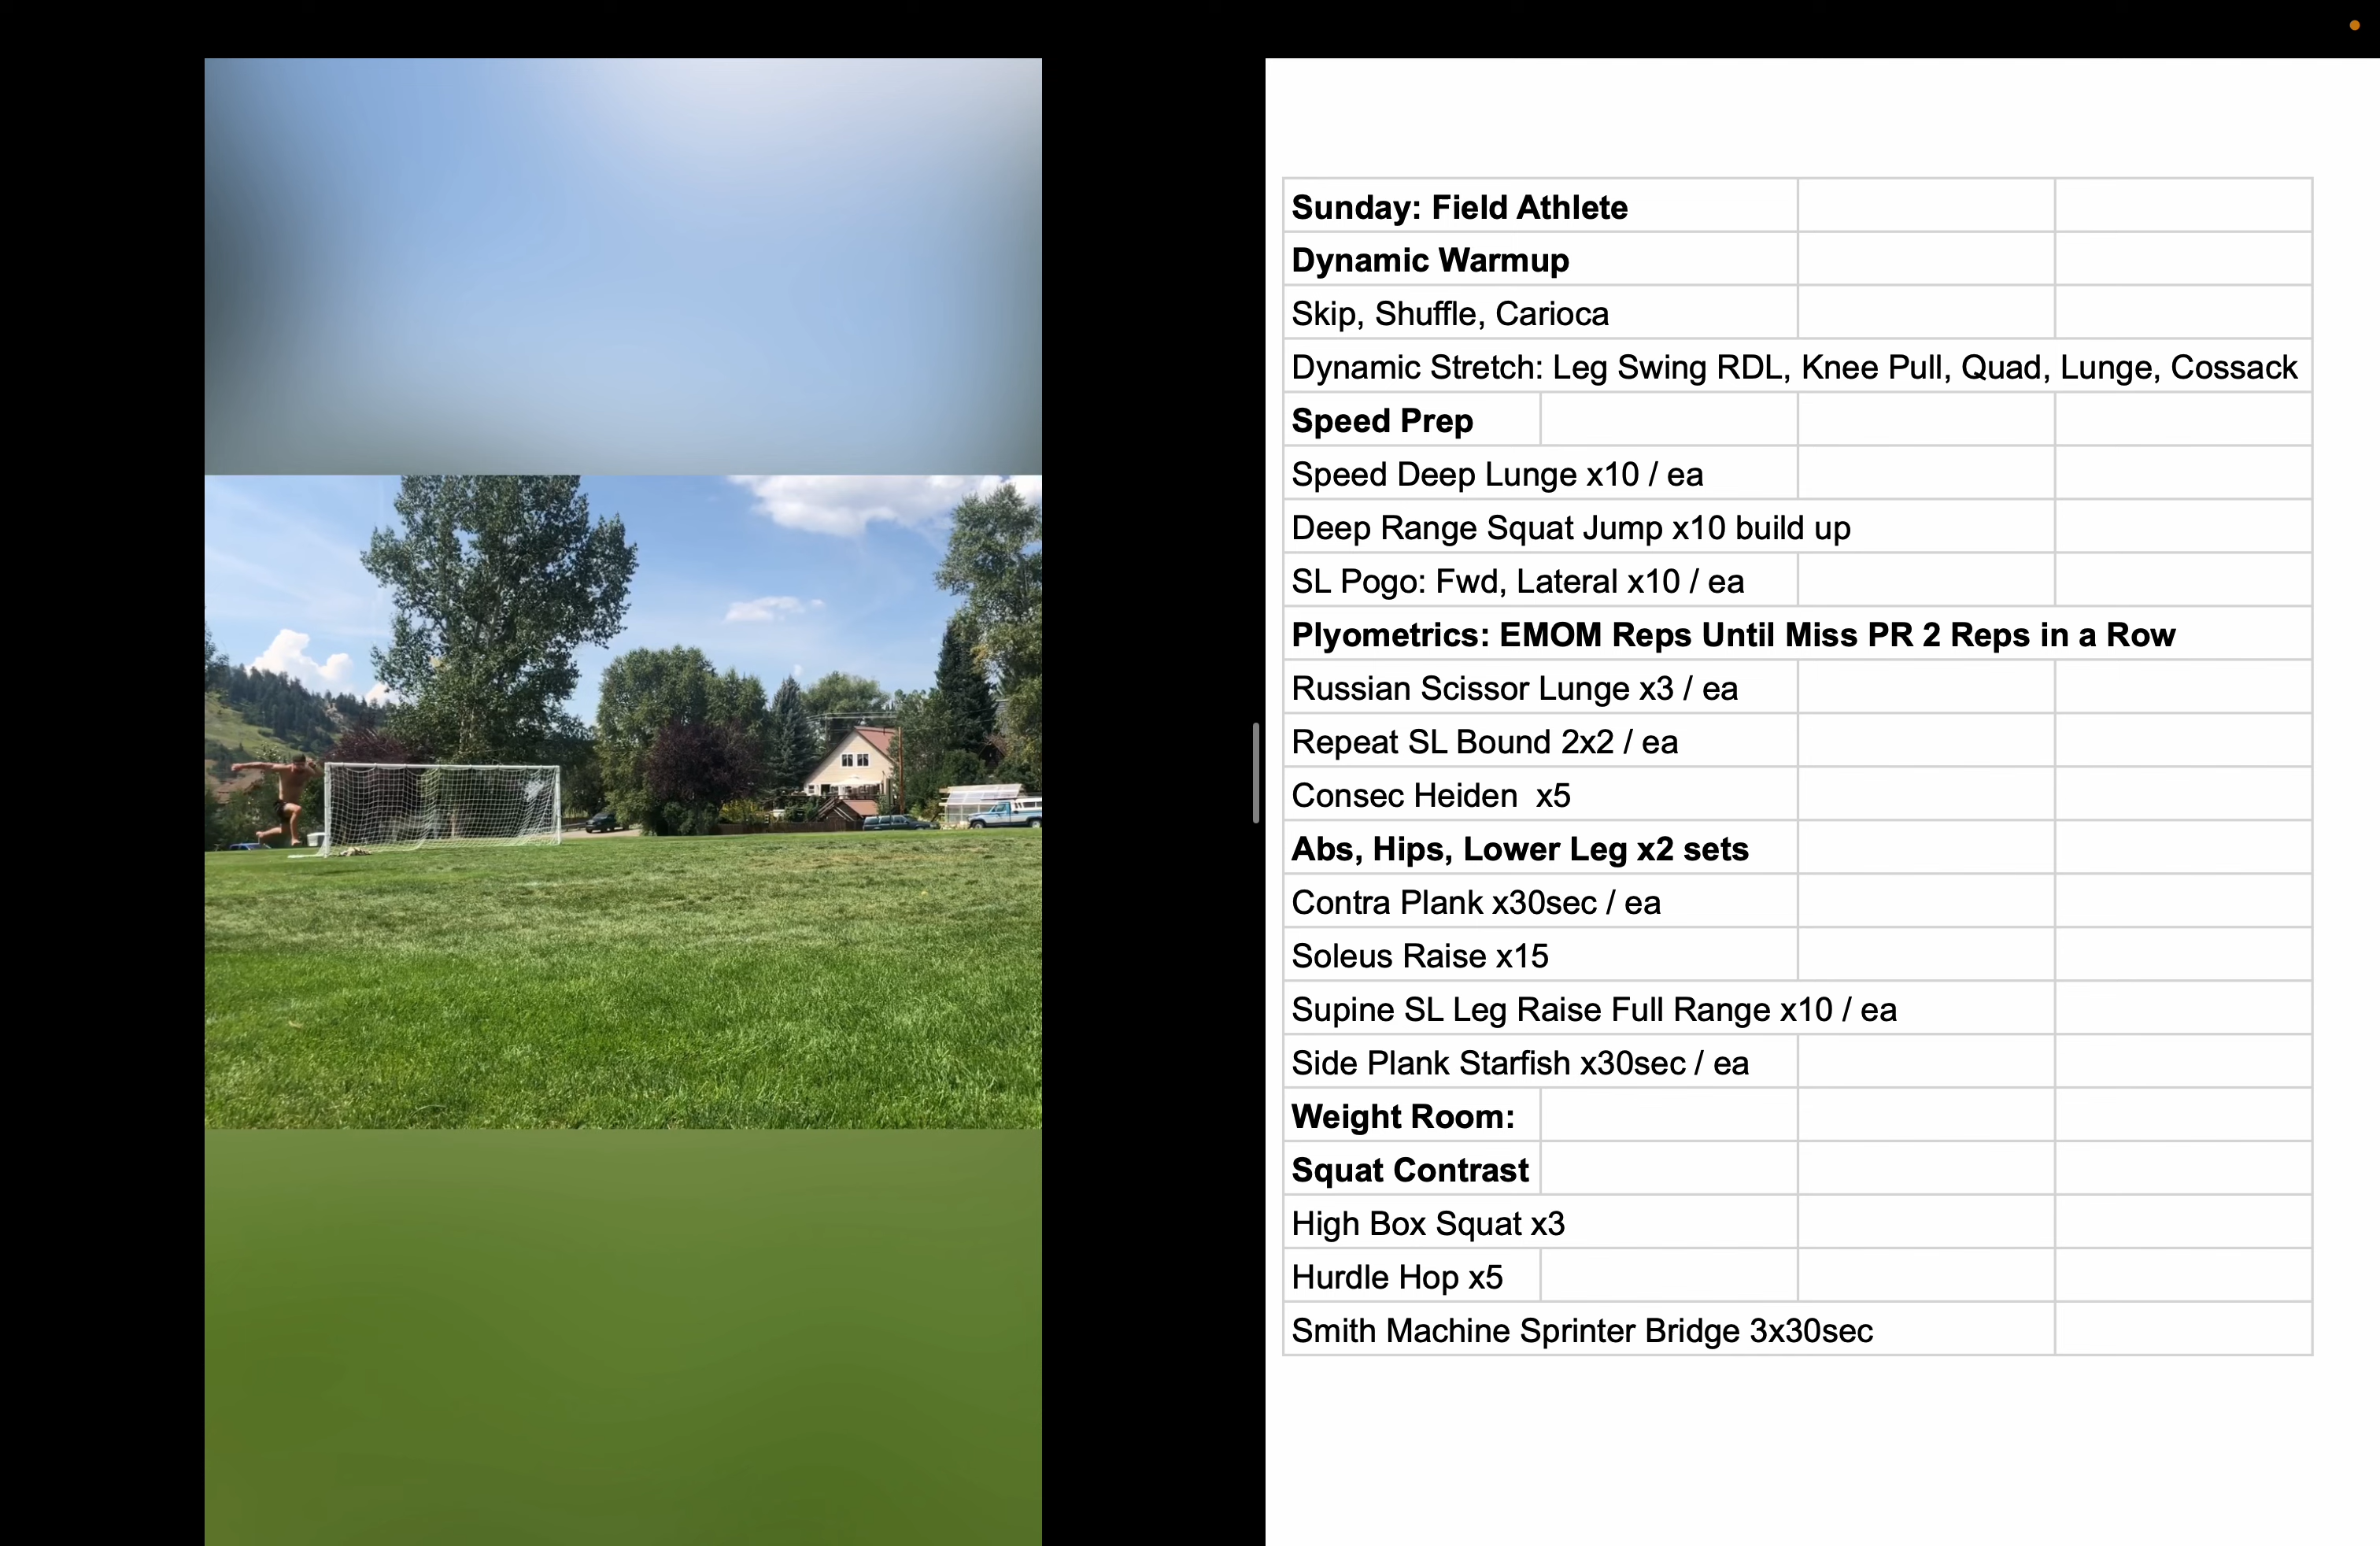 Sunday: Field Athlete
Dynamic Warmup
Skip, Shuffle, Carioca
Dynamic Stretch: Leg Swing RDL, Knee Pull, Quad, Lunge, Cossack
Speed Prep
Speed Deep Lunge x10 / ea
Deep Range Squat Jump x10 build up
SL Pogo: Fwd, Lateral x10 / ea
Plyometrics: EMOM Reps Until Miss PR 2 Reps in a Row
Russian Scissor Lunge x3 / ea
Repeat SL Bound 2x2 / ea
Consec Heiden  x5
Abs, Hips, Lower Leg x2 sets
Contra Plank x30sec / ea
Soleus Raise x15
Supine SL Leg Raise Full Range x10 / ea
Side Plank Starfish x30sec / ea
Weight Room:
Squat Contrast
High Box Squat x3
Hurdle Hop x5
Smith Machine Sprinter Bridge 3x30sec